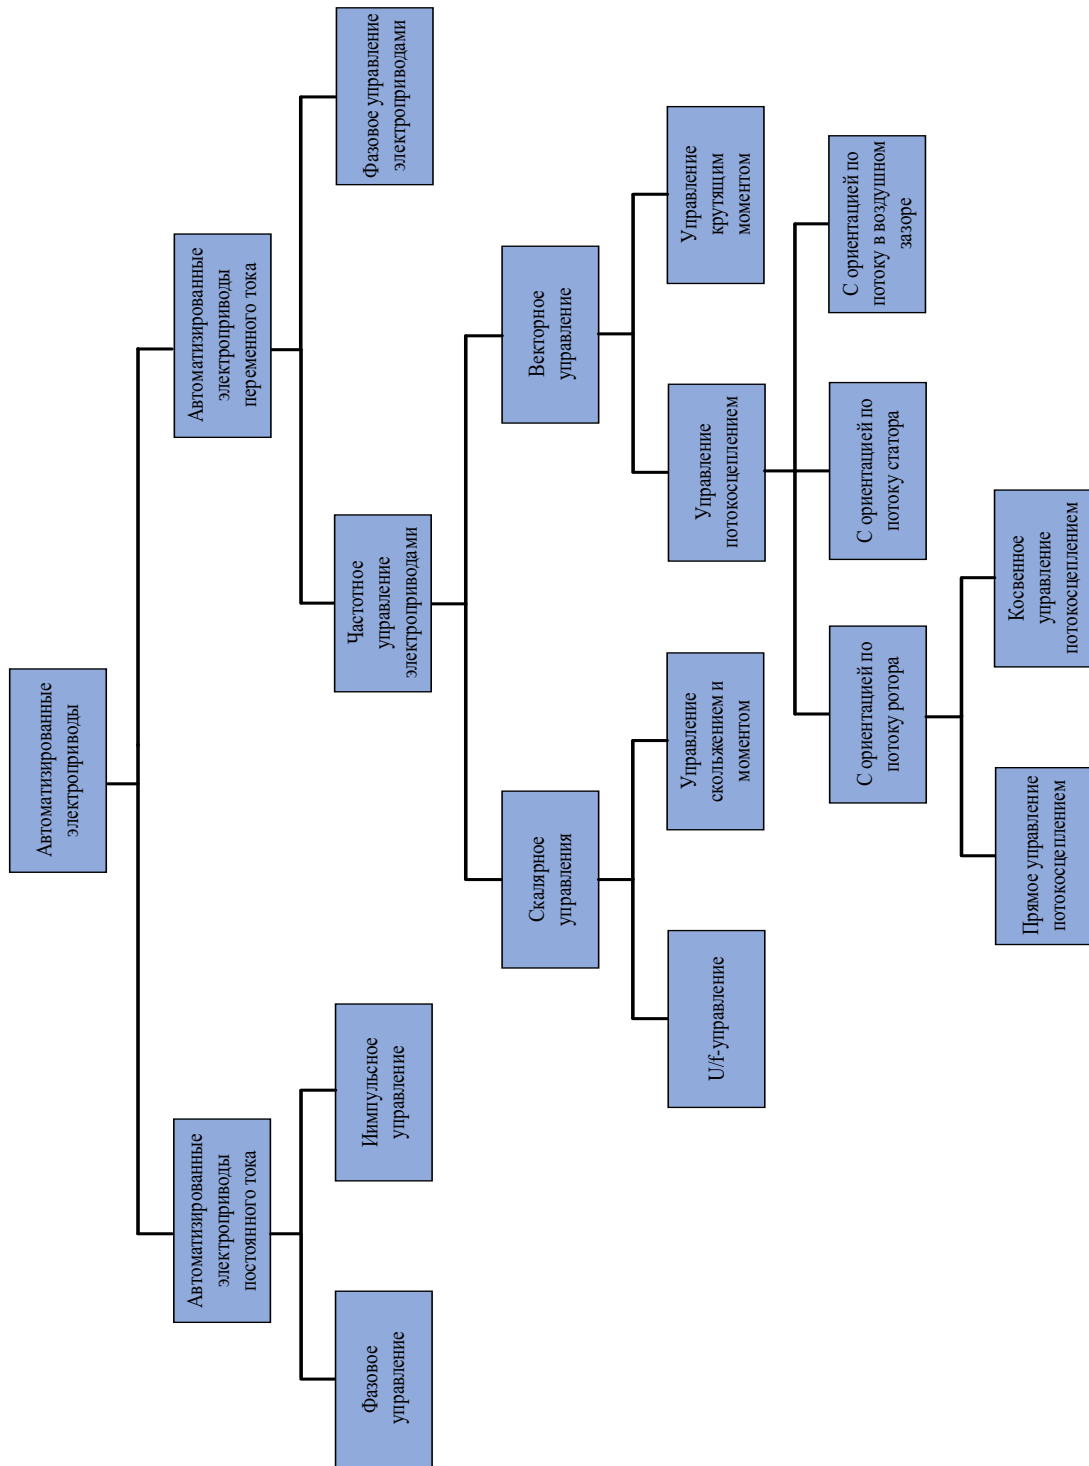 Автоматизированные
электроприводы
Автоматизированные
электроприводы
постоянного тока
Автоматизированные
электроприводы
переменного тока
Фазовое
управление
Иимпульсное
управление
Частотное
управление
электроприводами
Фазовое управление
электроприводами
Скалярное
управления
Векторное
управление
U/f-управление
Управление
скольжением и
моментом
Управление
потокосцеплением
Управление
крутящим
моментом
С ориентацией по
потоку ротора
С ориентацией по
потоку статора
С ориентацией по
потоку в воздушном
зазоре
Прямое управление
потокосцеплением
Косвенное
управление
потокосцеплением